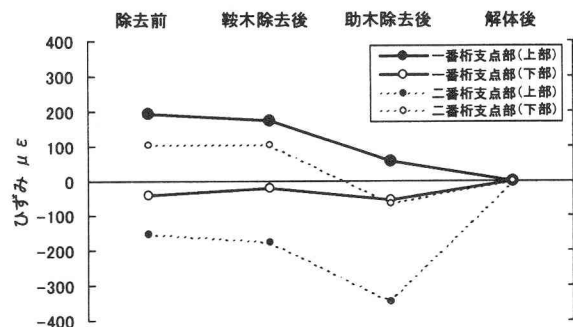 除去前 鞍木除去後 助木除去後 解体後
400
300
200
100
0
-100
-200
-300
-400
ひずみ με
一番桁支点部(上部)
一番桁支点部(下部)
二番桁支点部(上部)
二番桁支点部(下部)